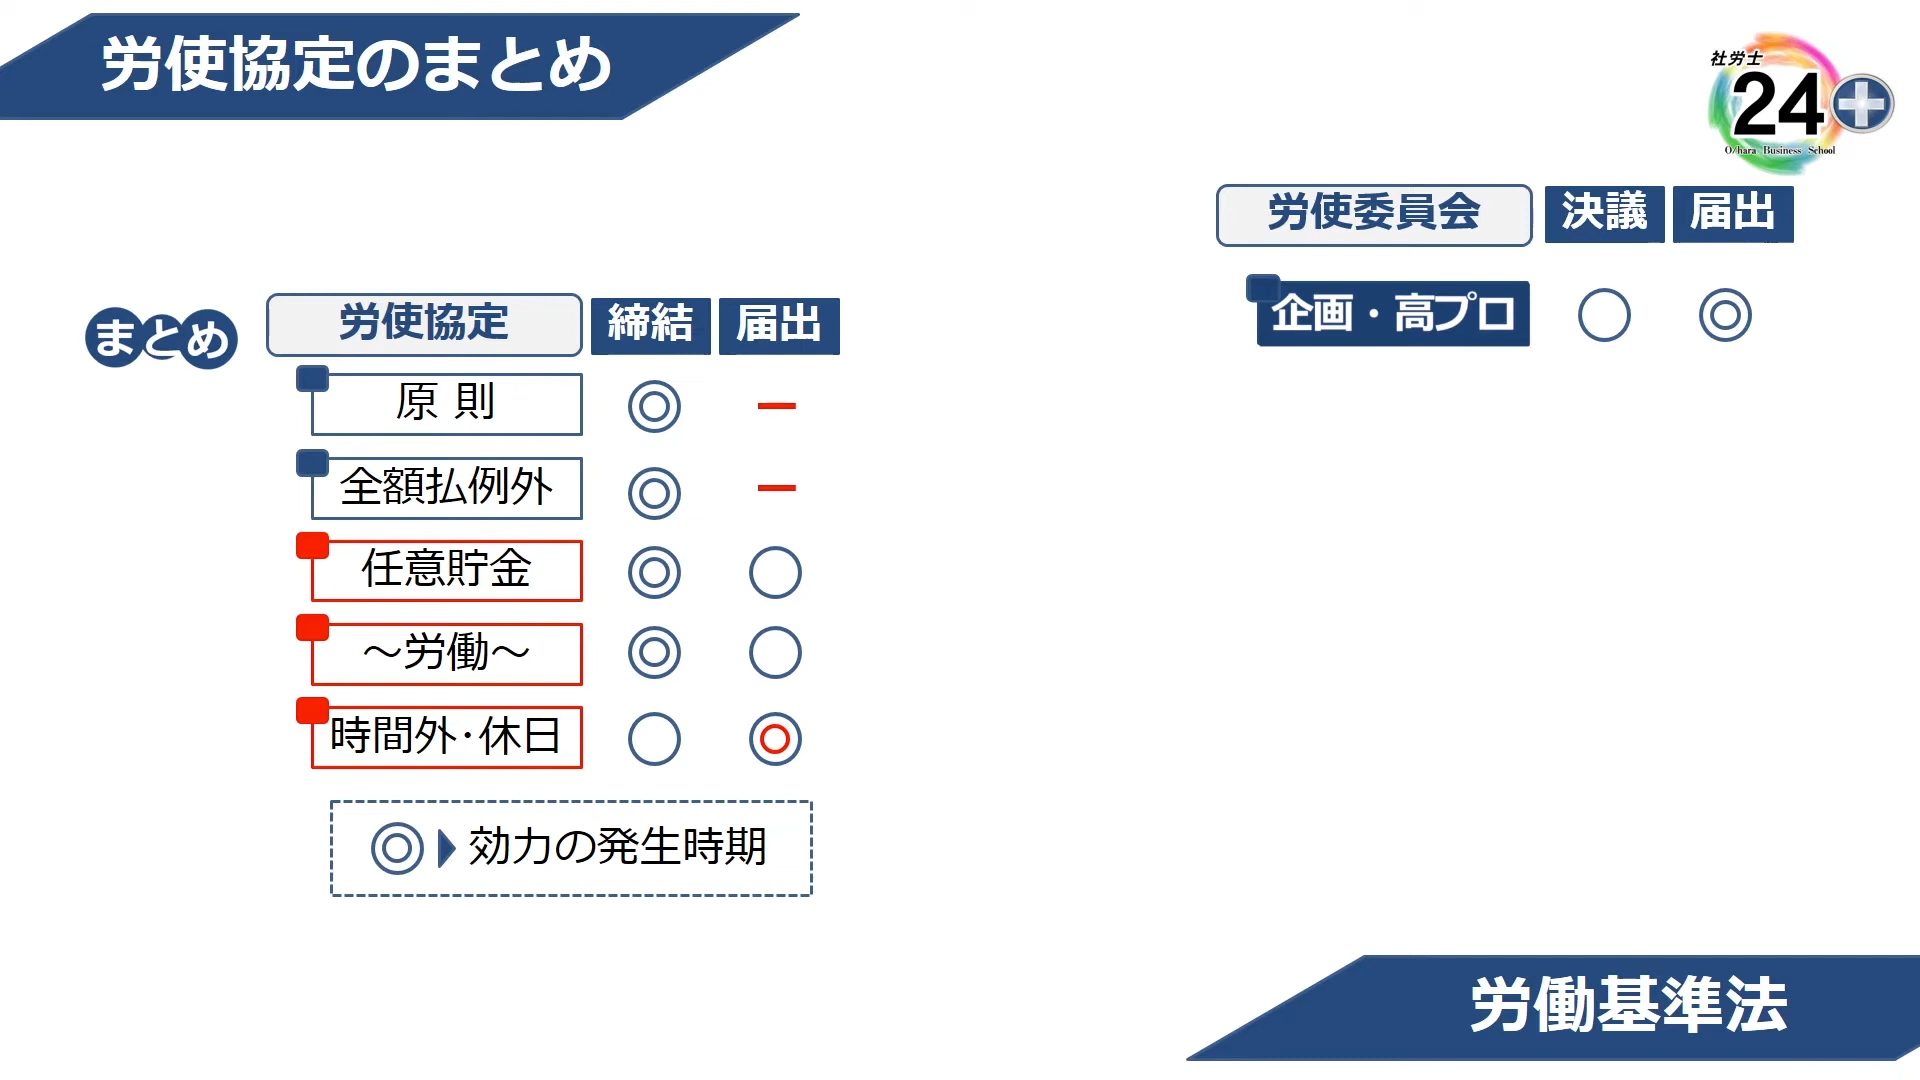 労使協定のまとめ
社労士
24
O-hara Business School
労使委員会 決議 届出
企画・高プロ ○ ◎
まとめ
労使協定 締結 届出
原 則 ◎ ー
全額払例外 ◎ ー
任意貯金 ◎ ○
～労働～ ◎ ○
時間外･休日 ○ ◎
◎ 効力の発生時期
労働基準法